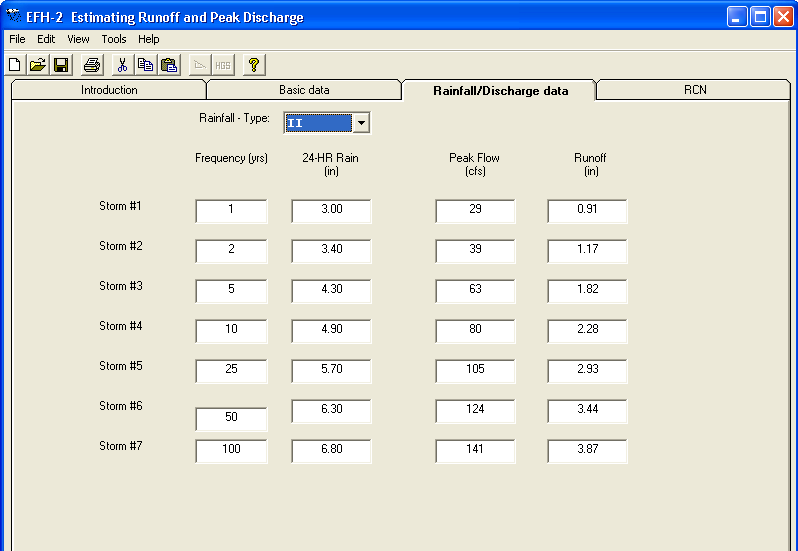 EFH-2 Estimating Runoff and Peak Discharge
File Edit View Tools Help
HGS ?
Introduction Basic data Rainfall/Discharge data RCN
Rainfall - Type: II
Frequency (yrs) 24-HR Rain (in) Peak Flow (cfs) Runoff (in)
Storm #1 1 3.00 29 0.91
Storm #2 2 3.40 39 1.17
Storm #3 5 4.30 63 1.82
Storm #4 10 4.90 80 2.28
Storm #5 25 5.70 105 2.93
Storm #6 50 6.30 124 3.44
Storm #7 100 6.80 141 3.87